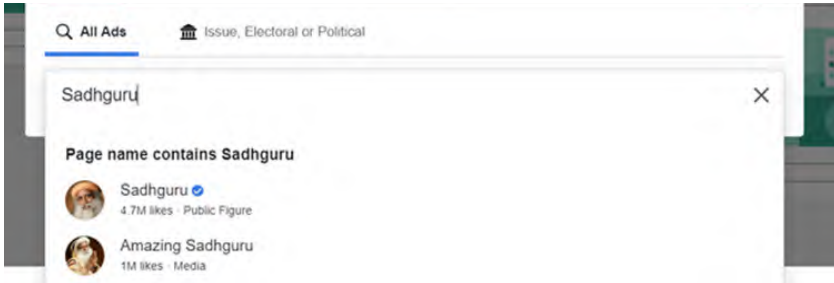 All Ads
Issue, Electoral or Political
Sadhguru
Page name contains Sadhguru
Sadhguru
4.7M likes · Public Figure
Amazing Sadhguru
1M likes · Media